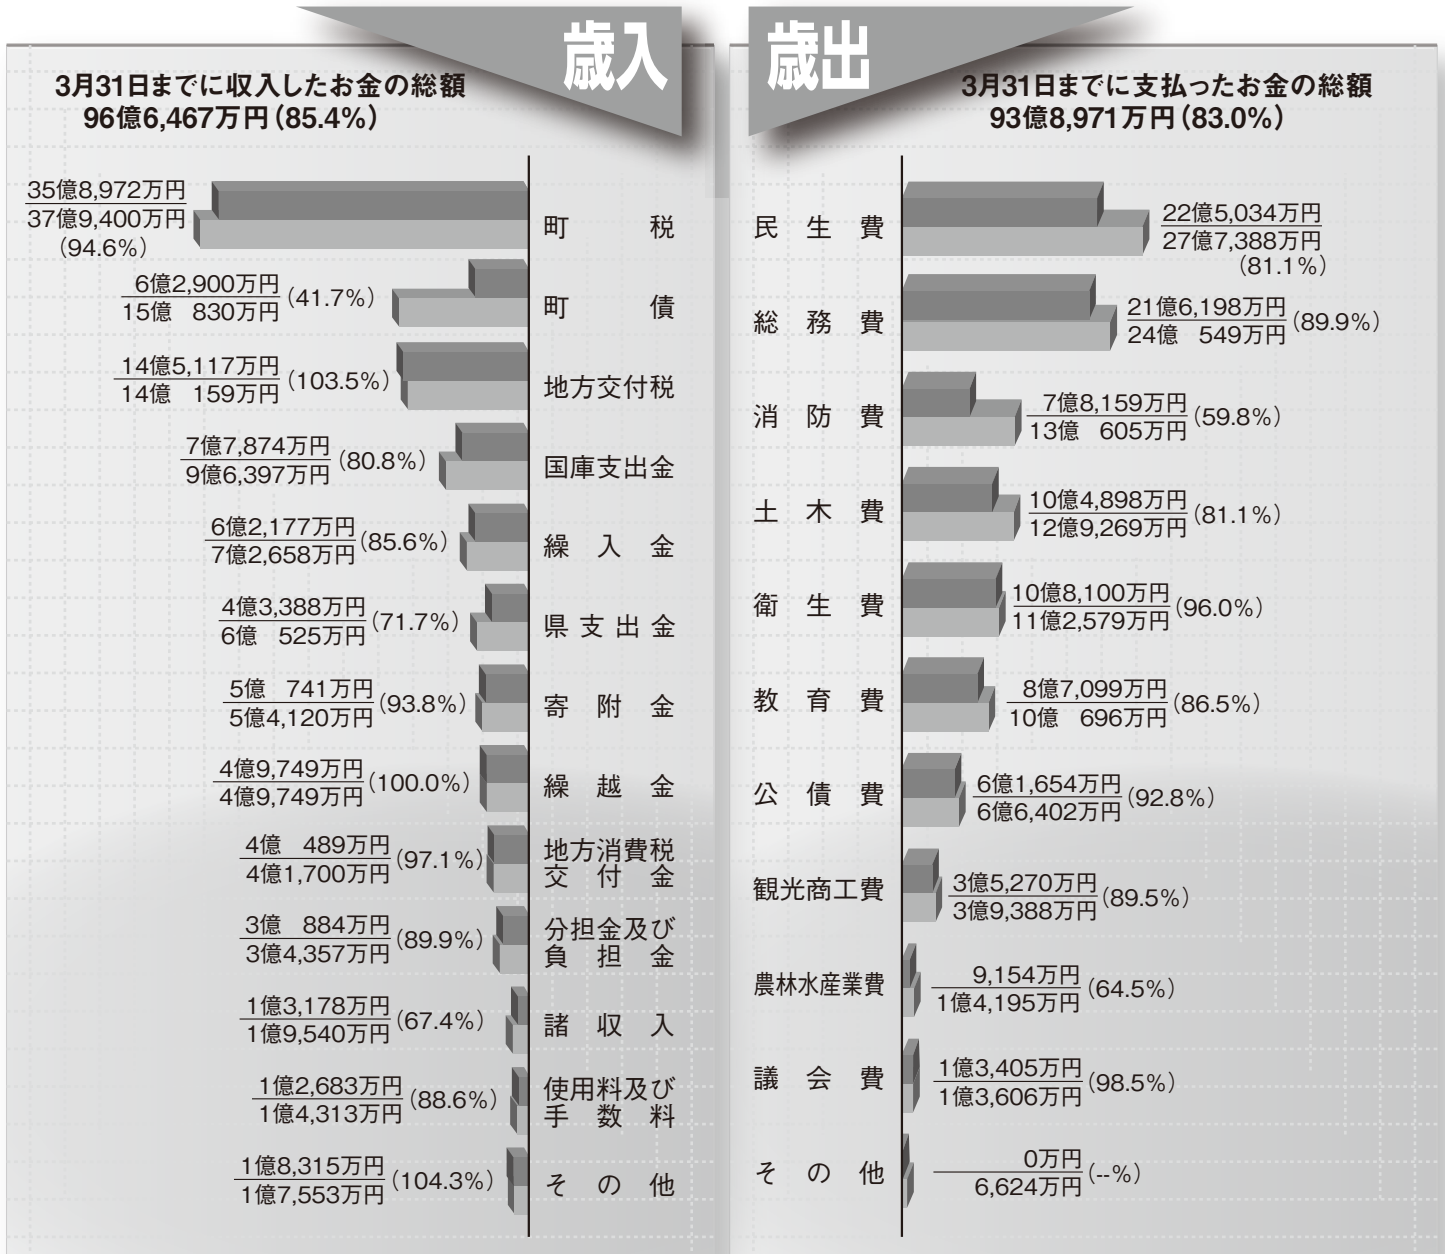 歳入
3月31日までに収入したお金の総額
96億6,467万円(85.4%)
35億8,972万円
37億9,400万円
(94.6%)
町税
6億2,900万円
15億 830万円
(41.7%)
町債
14億5,117万円
14億 159万円
(103.5%)
地方交付税
7億7,874万円
9億6,397万円
(80.8%)
国庫支出金
6億2,177万円
7億2,658万円
(85.6%)
繰入金
4億3,388万円
6億 525万円
(71.7%)
県支出金
5億 741万円
5億4,120万円
(93.8%)
寄附金
4億9,749万円
4億9,749万円
(100.0%)
繰越金
4億 489万円
4億1,700万円
(97.1%)
地方消費税
交付金
3億 884万円
3億4,357万円
(89.9%)
分担金及び
負担金
1億3,178万円
1億9,540万円
(67.4%)
諸収入
1億2,683万円
1億4,313万円
(88.6%)
使用料及び
手数料
1億8,315万円
1億7,553万円
(104.3%)
その他
歳出
3月31日までに支払ったお金の総額
93億8,971万円(83.0%)
民生費
22億5,034万円
27億7,388万円
(81.1%)
総務費
21億6,198万円
24億 549万円
(89.9%)
消防費
7億8,159万円
13億 605万円
(59.8%)
土木費
10億4,898万円
12億9,269万円
(81.1%)
衛生費
10億8,100万円
11億2,579万円
(96.0%)
教育費
8億7,099万円
10億 696万円
(86.5%)
公債費
6億1,654万円
6億6,402万円
(92.8%)
観光商工費
3億5,270万円
3億9,388万円
(89.5%)
農林水産業費
9,154万円
1億4,195万円
(64.5%)
議会費
1億3,405万円
1億3,606万円
(98.5%)
その他
0万円
6,624万円
(--%)